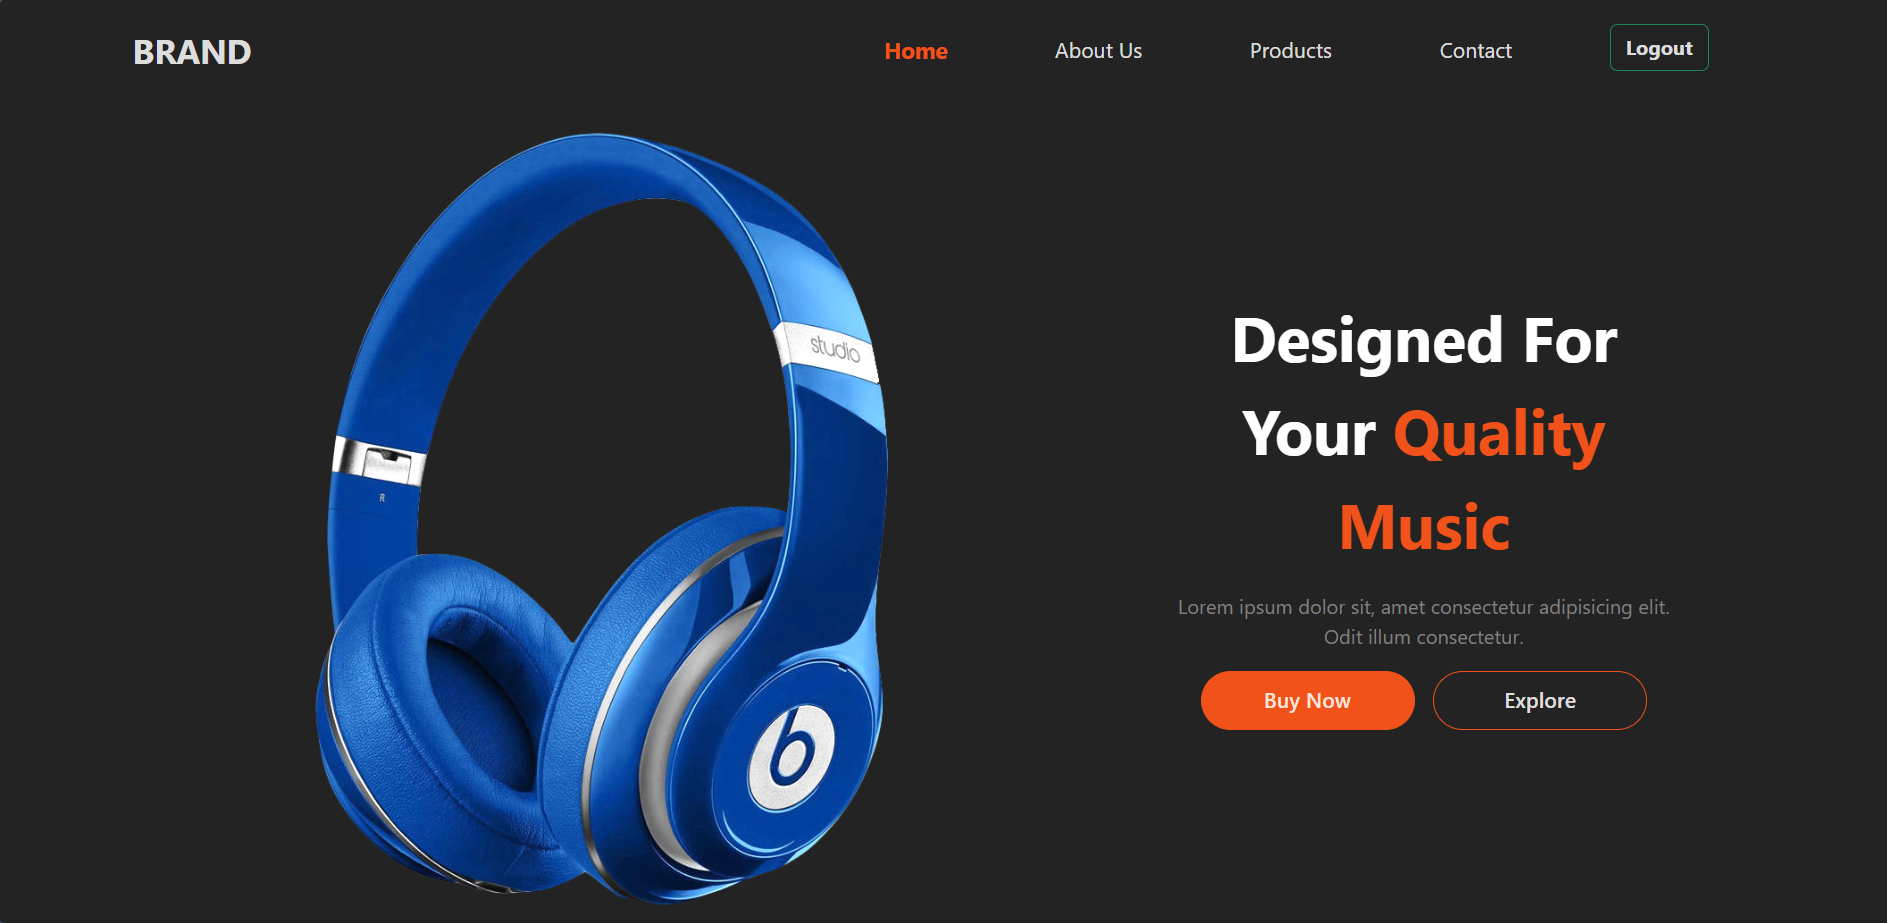 BRAND
Home
About Us
Products
Contact
Logout
studio
R
b
Designed For
Your Quality
Music
Lorem ipsum dolor sit, amet consectetur adipisicing elit.
Odit illum consectetur.
Buy Now
Explore